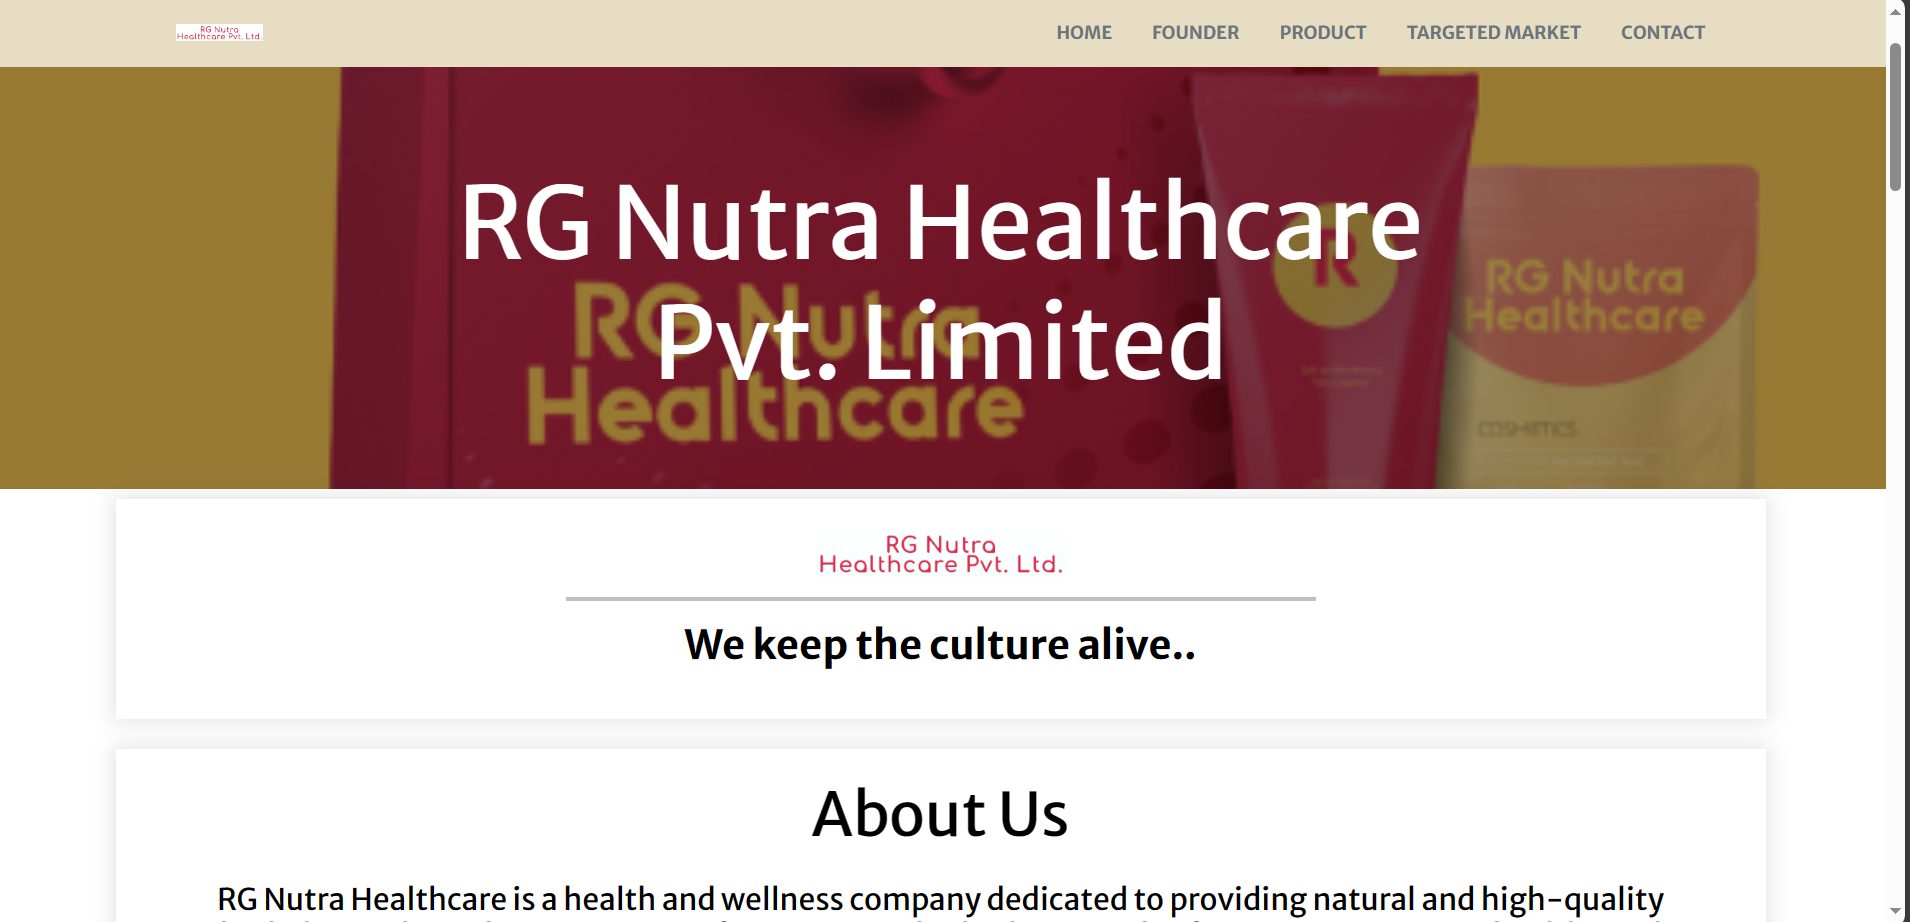 RG Nutra
Healthcare Pvt. Ltd.
HOME
FOUNDER
PRODUCT
TARGETED MARKET
CONTACT
RG Nutra Healthcare
Pvt. Limited
RG Nutra
Healthcare
R
RG Nutra
Healthcare
COSMETICS
RG Nutra
Healthcare Pvt. Ltd.
We keep the culture alive..
About Us
RG Nutra Healthcare is a health and wellness company dedicated to providing natural and high-quality